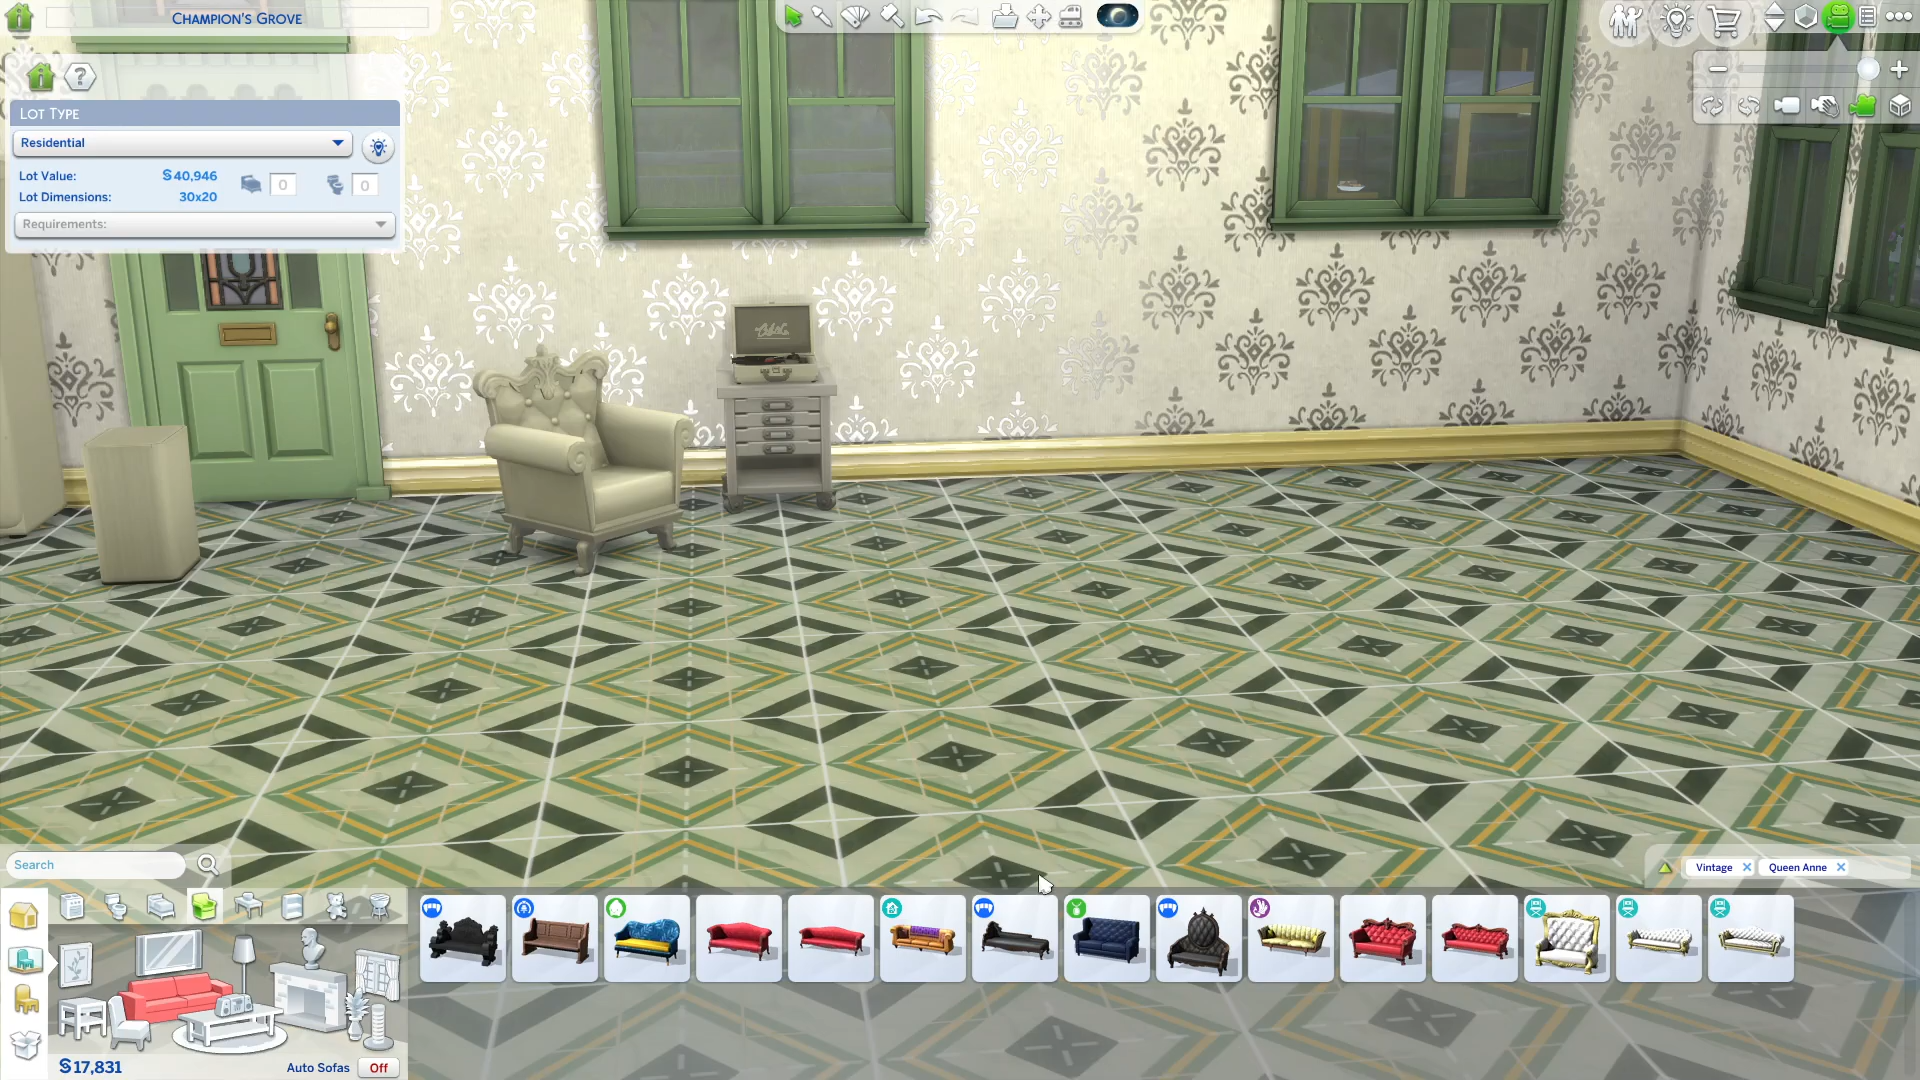 CHAMPION'S GROVE
LOT TYPE
Residential
Lot Value: §40,946
0
0
Lot Dimensions: 30x20
Requirements:
Search
Vintage
Queen Anne
§17,831
Auto Sofas
Off